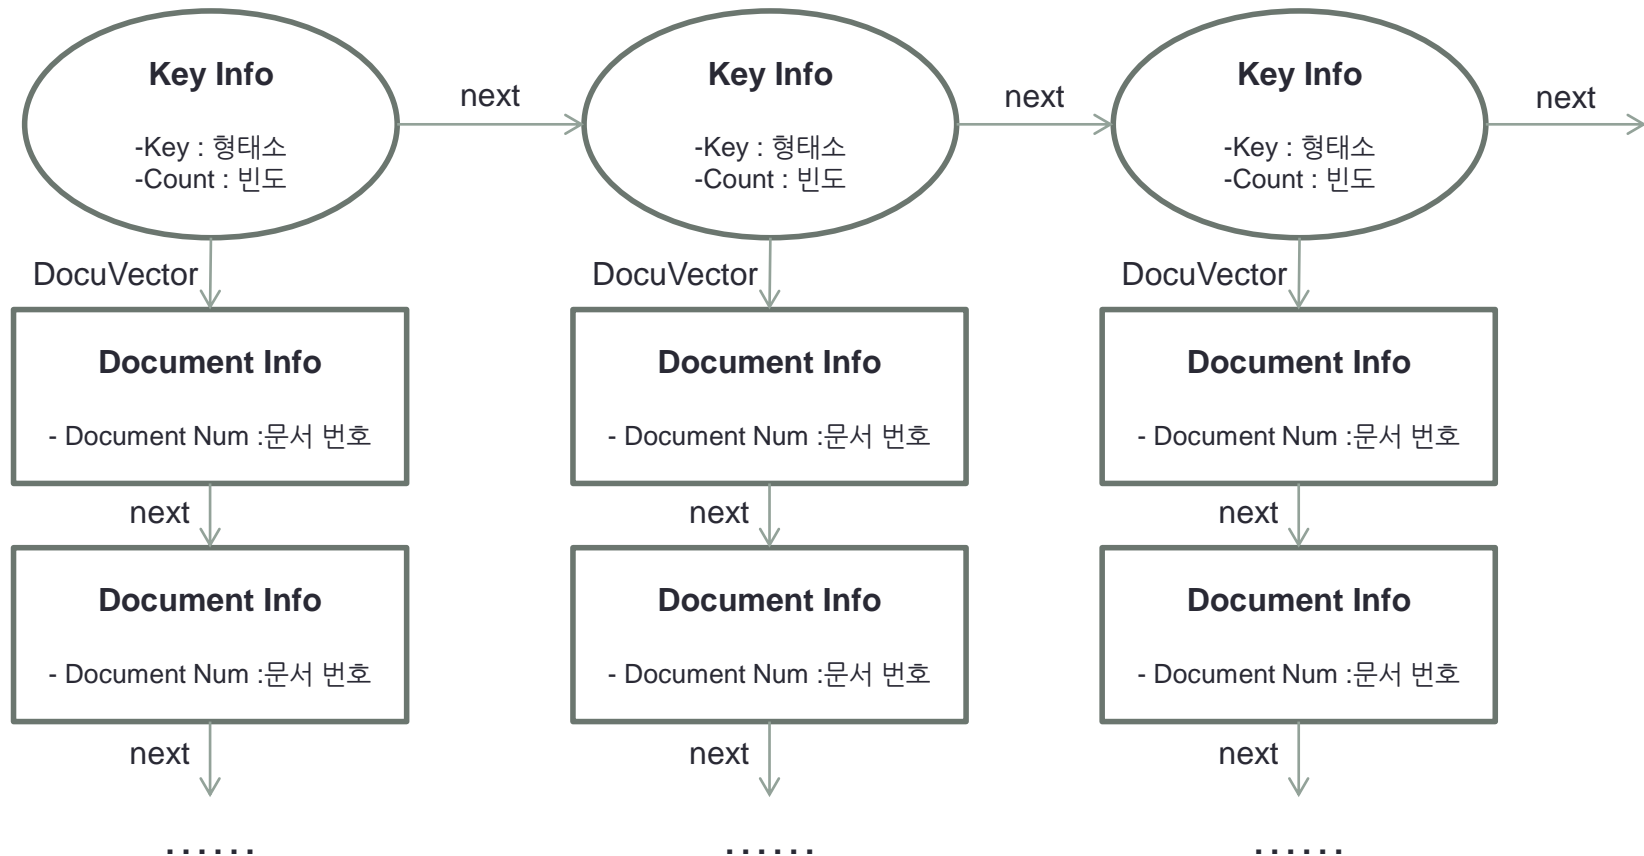 Key Info
-Key : 형태소
-Count : 빈도
next
Key Info
-Key : 형태소
-Count : 빈도
next
Key Info
-Key : 형태소
-Count : 빈도
next
DocuVector
DocuVector
DocuVector
Document Info
- Document Num :문서 번호
Document Info
- Document Num :문서 번호
Document Info
- Document Num :문서 번호
next
next
next
Document Info
- Document Num :문서 번호
Document Info
- Document Num :문서 번호
Document Info
- Document Num :문서 번호
next
next
next
......
......
......